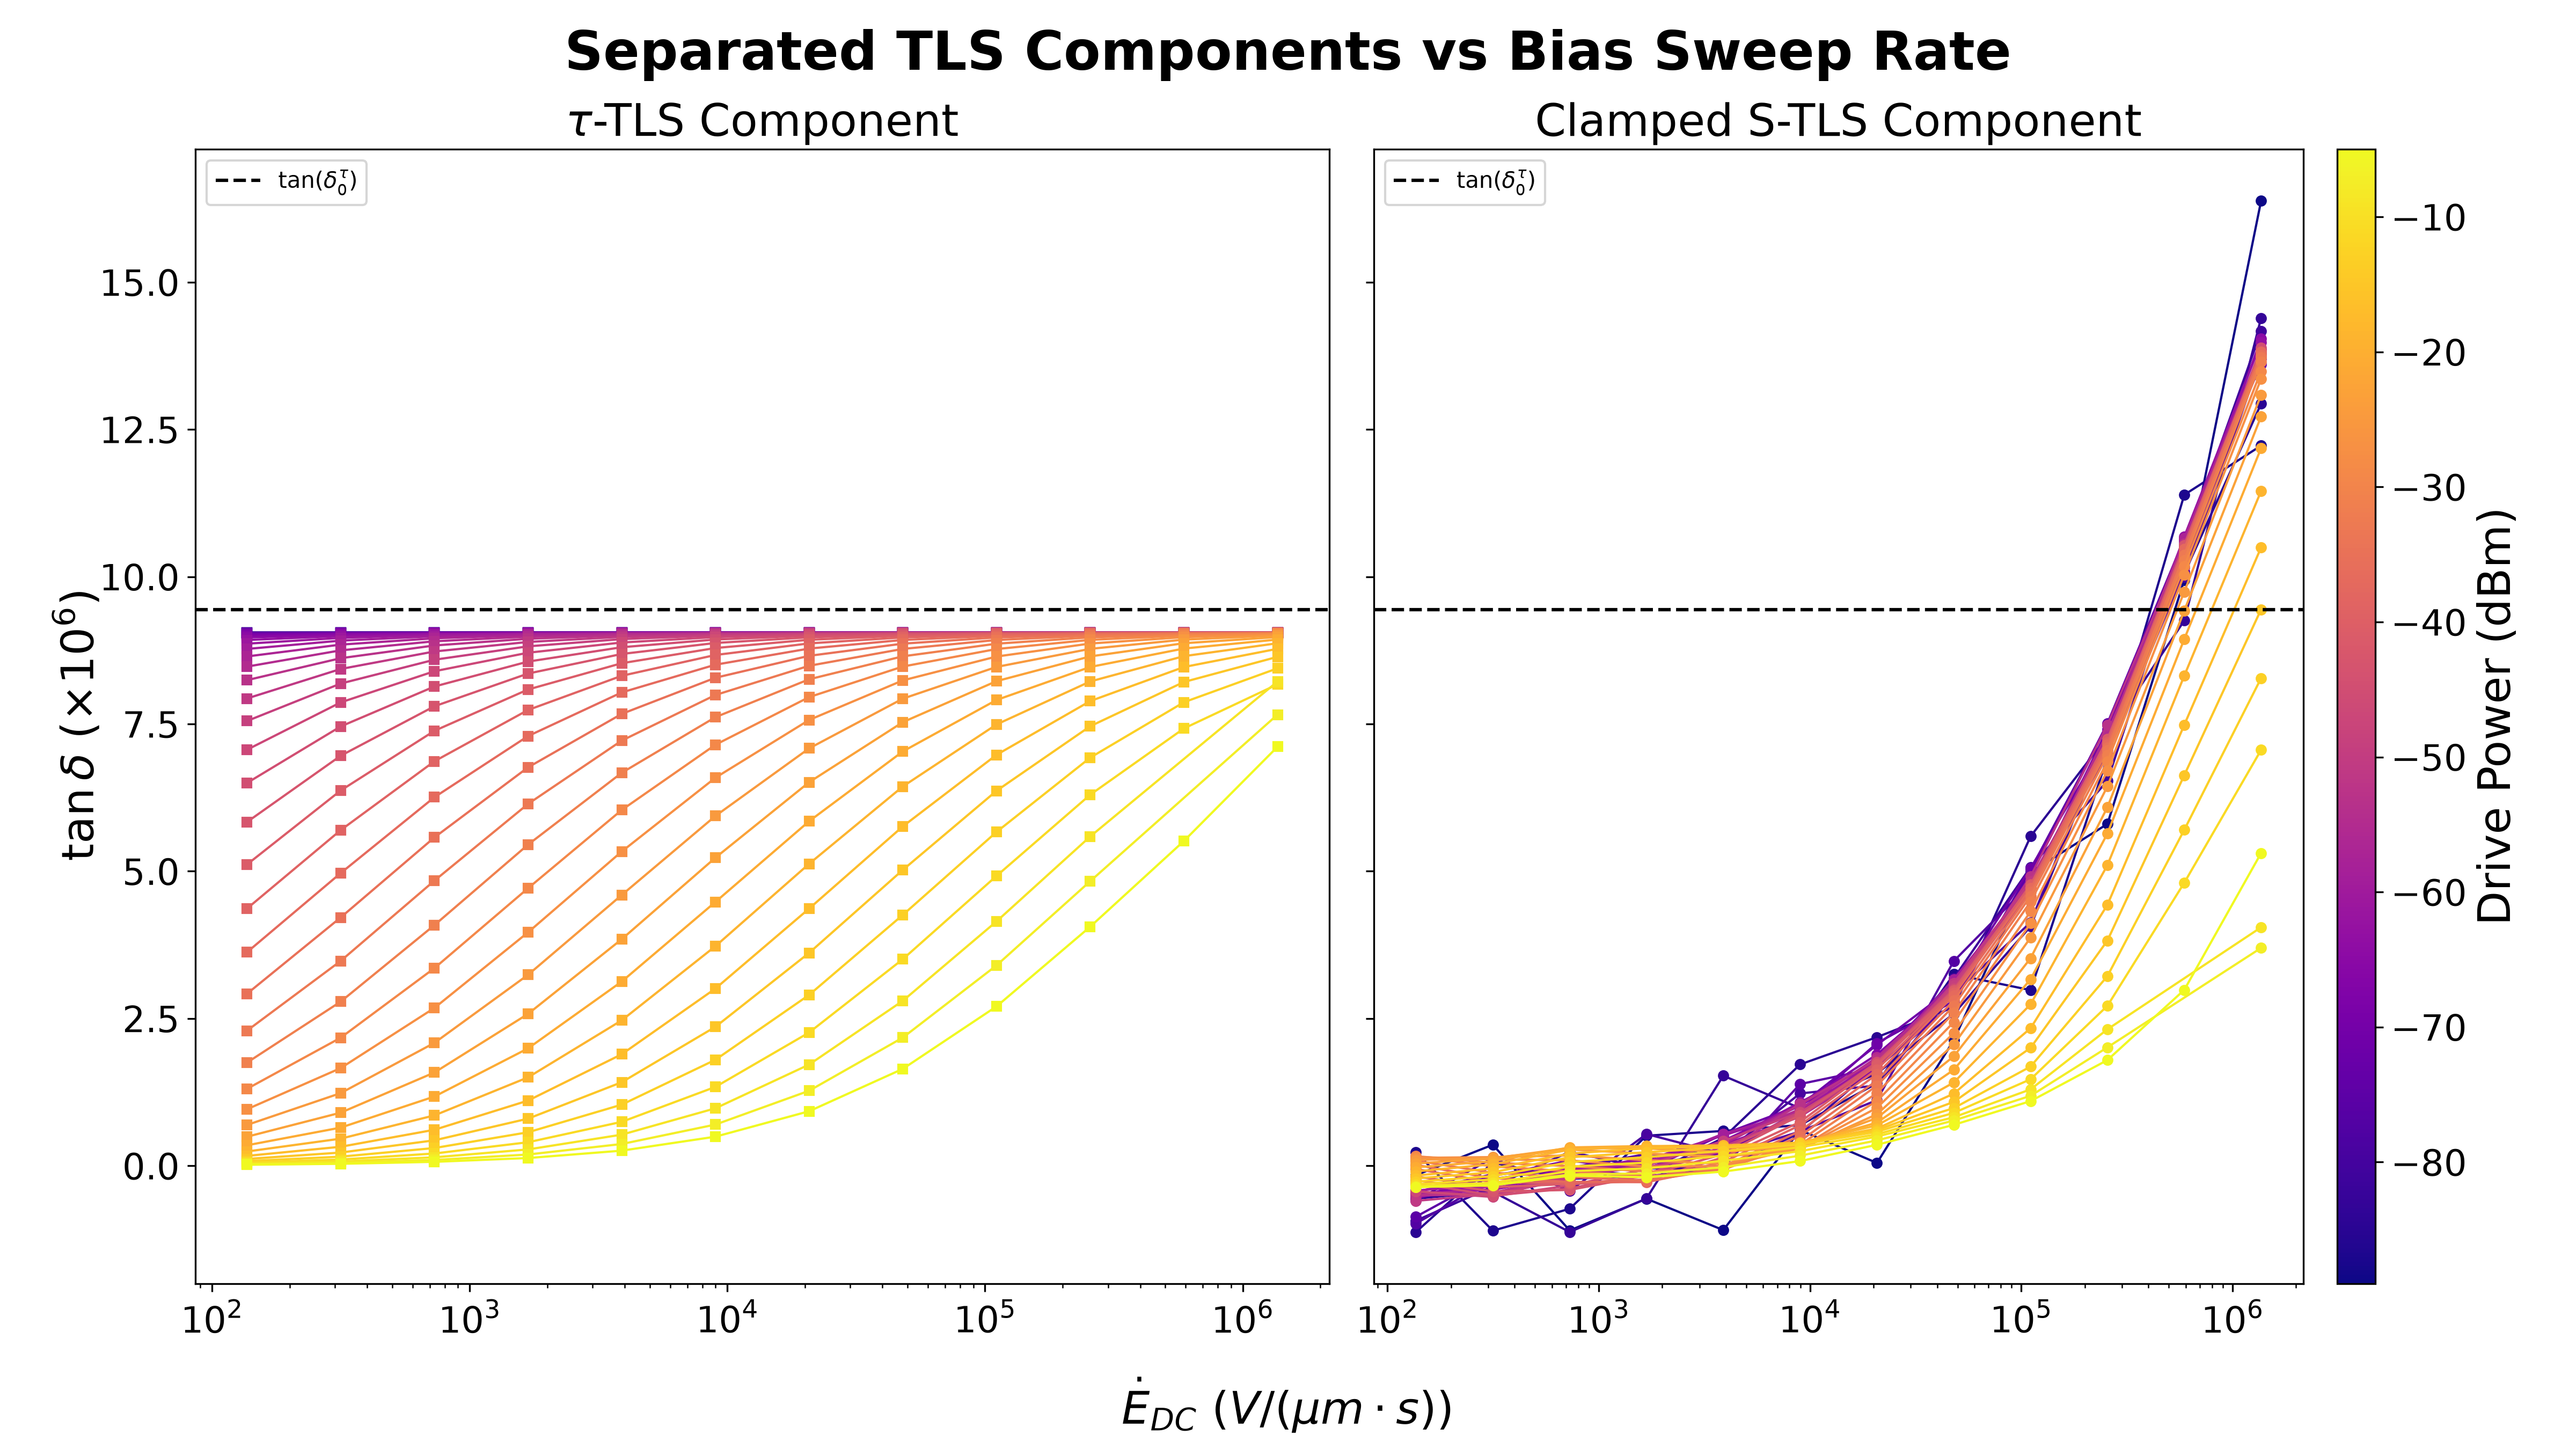 Separated TLS Components vs Bias Sweep Rate
τ-TLS Component
Clamped S-TLS Component
tan(δ₀^τ)
tan(δ₀^τ)
tan δ (×10⁶)
15.0
12.5
10.0
7.5
5.0
2.5
0.0
10² 10³ 10⁴ 10⁵ 10⁶
10² 10³ 10⁴ 10⁵ 10⁶
Ė_DC (V/(μm · s))
−10
−20
−30
−40
−50
−60
−70
−80
Drive Power (dBm)